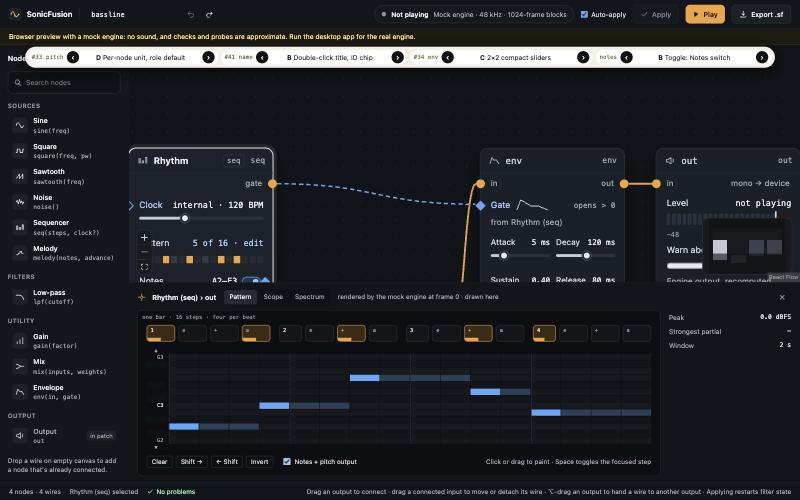 SonicFusion bassline Not playing Mock engine · 48 kHz · 1024-frame blocks Auto-apply Apply Play Export .sf
Browser preview with a mock engine: no sound, and checks and probes are approximate. Run the desktop app for the real engine.
#33 pitch D Per-node unit, role default #41 name B Double-click title, ID chip #34 env C 2×2 compact sliders notes B Toggle: Notes switch
Search nodes
SOURCES
Sine
sine(freq)
Square
square(freq, pw)
Sawtooth
sawtooth(freq)
Noise
noise()
Sequencer
seq(steps, clock?)
Melody
melody(notes, advance)
FILTERS
Low-pass
lpf(cutoff)
UTILITY
Gain
gain(factor)
Mix
mix(inputs, weights)
Envelope
env(in, gate)
OUTPUT
Output
out
in patch
Drop a wire on empty canvas to add
a node that's already connected.
Rhythm seq seq
gate
Clock internal · 120 BPM
tern 5 of 16 · edit
Notes A2–E3
env env
in out
Gate opens > 0
from Rhythm (seq)
Attack 5 ms Decay 120 ms
Sustain 0.40 Release 80 ms
out out
in mono → device
Level not playing
−48
Warn abo
Engine output recomputed
React Flow
Rhythm (seq) › out Pattern Scope Spectrum rendered by the mock engine at frame 0 · drawn here
one bar · 16 steps · four per beat
1 e + a 2 e + a 3 e + a 4 e + a
G3
C3
G2
Clear Shift → ← Shift Invert Notes + pitch output Click or drag to paint · Space toggles the focused step
Peak 0.0 dBFS
Strongest partial —
Window 2 s
4 nodes · 4 wires Rhythm (seq) selected No problems Drag an output to connect · drag a connected input to move or detach its wire · ⌥-drag an output to hand a wire to another output · Applying restarts filter state